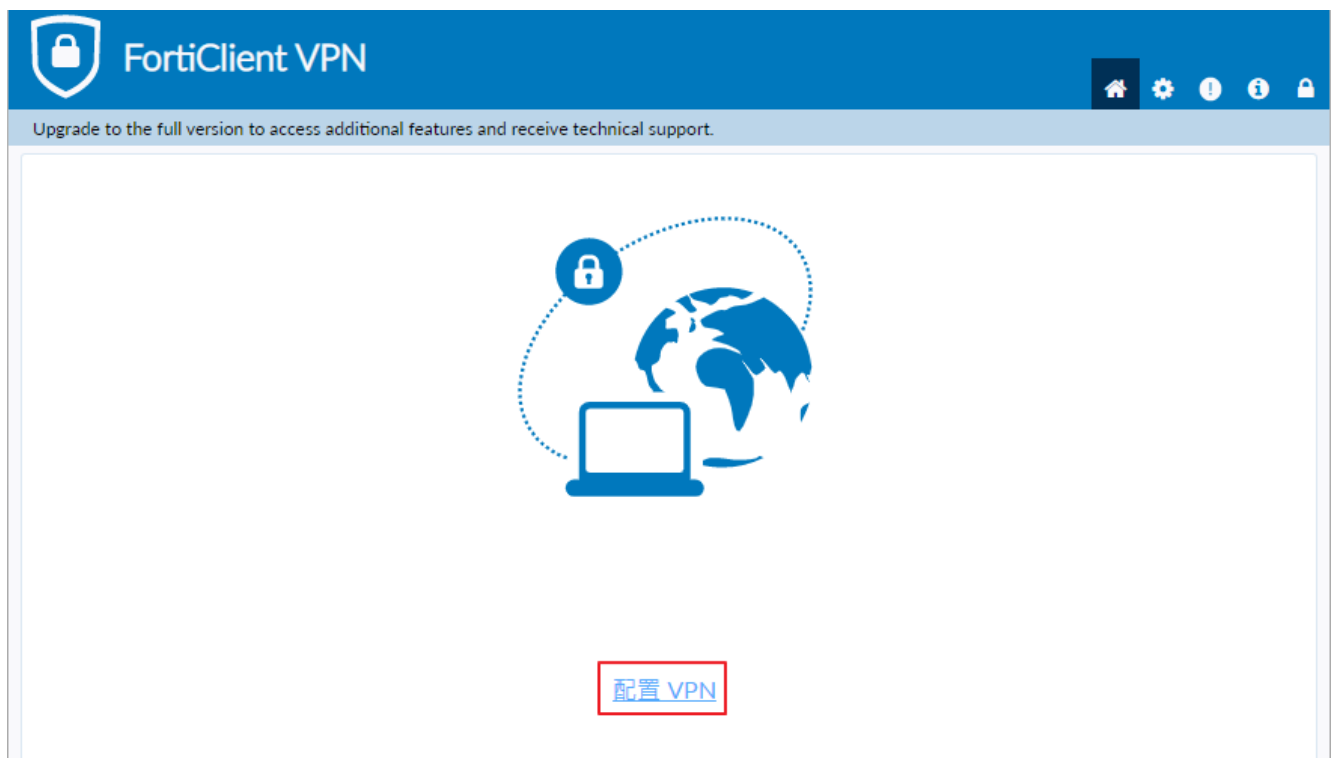 FortiClient VPN
Upgrade to the full version to access additional features and receive technical support.
配置 VPN